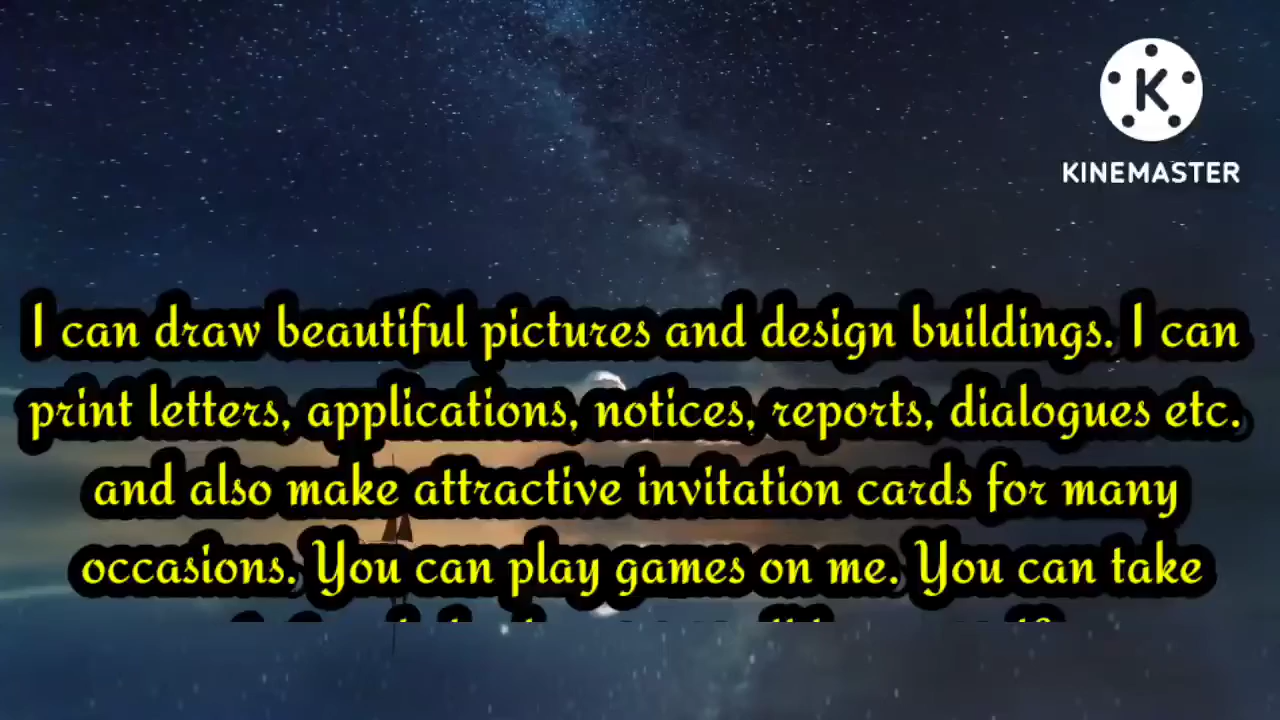 KINEMASTER
I can draw beautiful pictures and design buildings. I can
print letters, applications, notices, reports, dialogues etc.
and also make attractive invitation cards for many
occasions. You can play games on me. You can take